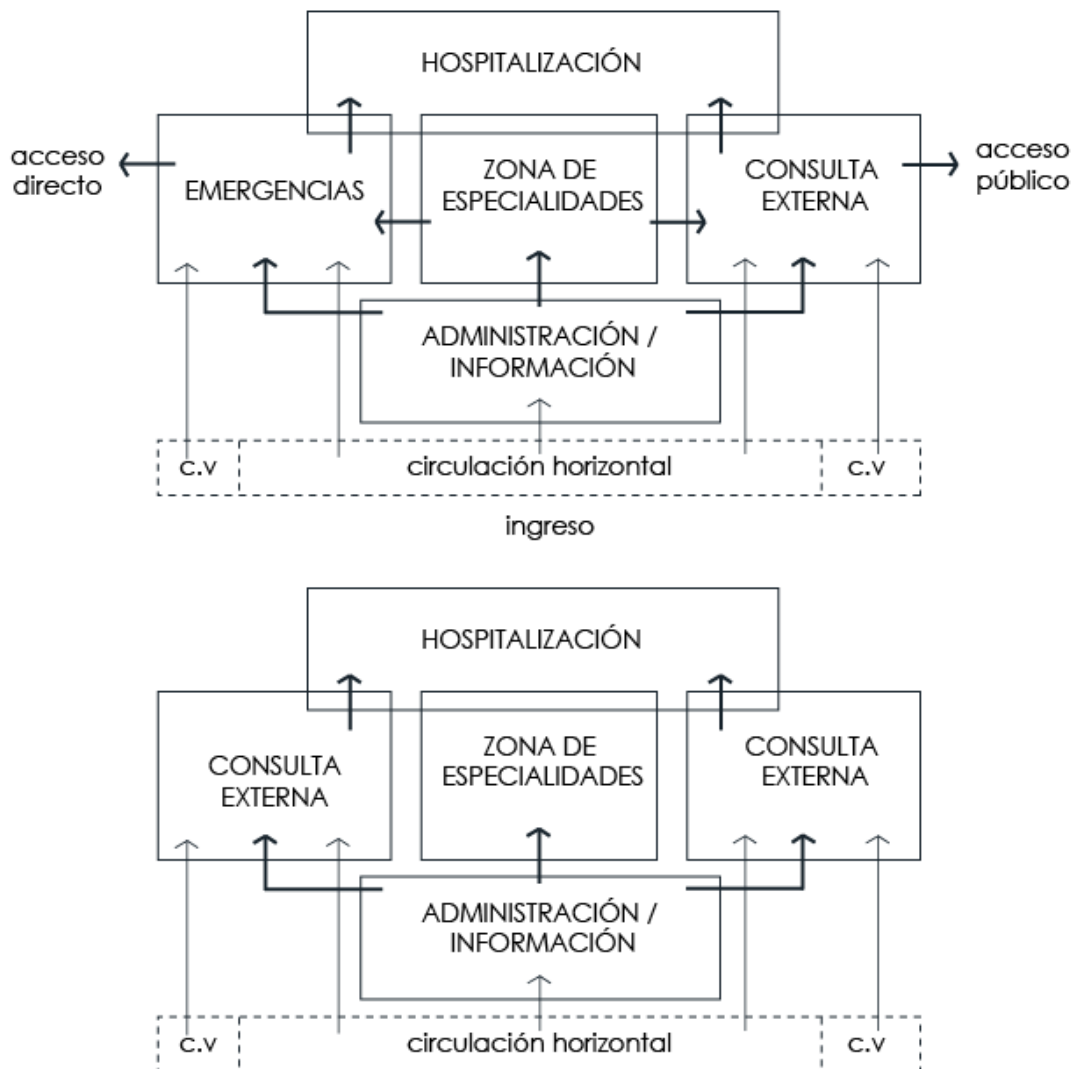 HOSPITALIZACIÓN
acceso
directo
EMERGENCIAS
ZONA DE
ESPECIALIDADES
CONSULTA
EXTERNA
acceso
público
ADMINISTRACIÓN /
INFORMACIÓN
c.v
circulación horizontal
c.v
ingreso
HOSPITALIZACIÓN
CONSULTA
EXTERNA
ZONA DE
ESPECIALIDADES
CONSULTA
EXTERNA
ADMINISTRACIÓN /
INFORMACIÓN
c.v
circulación horizontal
c.v